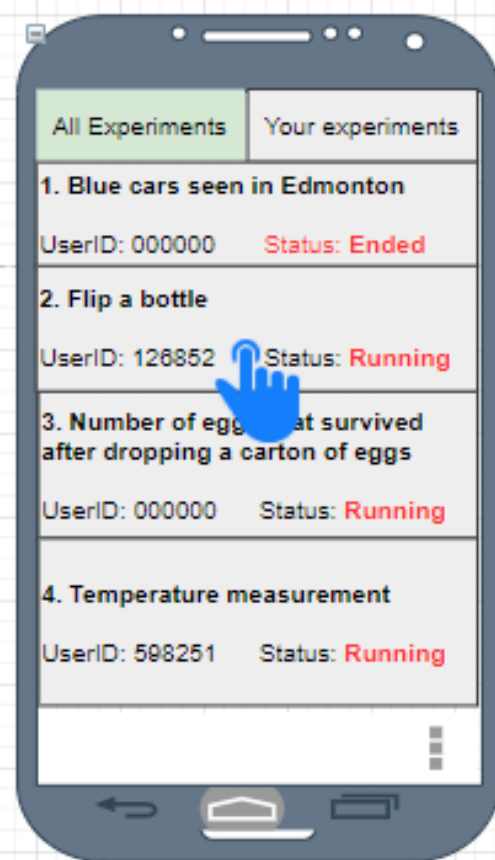 All Experiments Your experiments
1. Blue cars seen in Edmonton
UserID: 000000 Status: Ended
2. Flip a bottle
UserID: 126852 Status: Running
3. Number of egg at survived
after dropping a carton of eggs
UserID: 000000 Status: Running
4. Temperature measurement
UserID: 598251 Status: Running